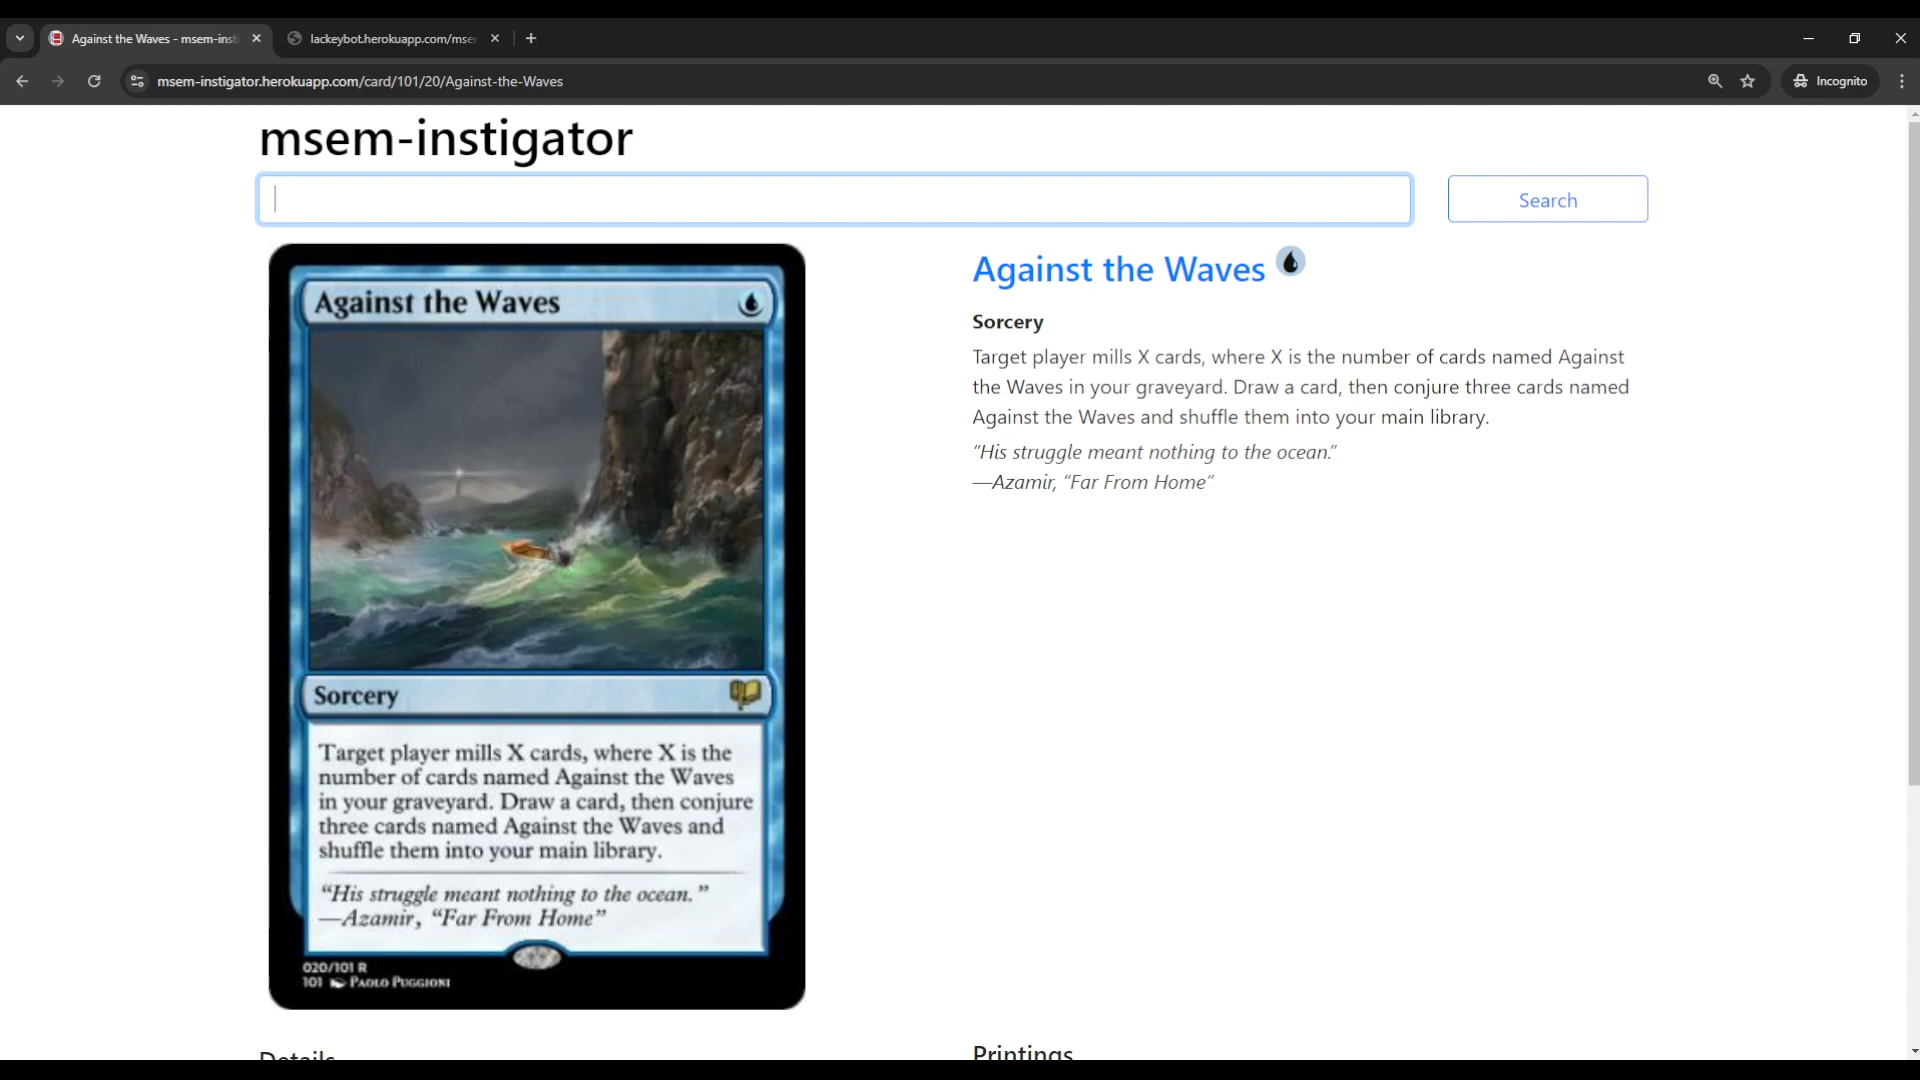 Against the Waves - msem-inst
lackeybot.herokuapp.com/mse
msem-instigator.herokuapp.com/card/101/20/Against-the-Waves
Incognito
msem-instigator
Search
Against the Waves
Sorcery
Target player mills X cards, where X is the
number of cards named Against the Waves
in your graveyard. Draw a card, then conjure
three cards named Against the Waves and
shuffle them into your main library.
“His struggle meant nothing to the ocean.”
—Azamir, “Far From Home”
020/101 R
101 PAOLO PUGGIONI
Against the Waves
Sorcery
Target player mills X cards, where X is the number of cards named Against
the Waves in your graveyard. Draw a card, then conjure three cards named
Against the Waves and shuffle them into your main library.
“His struggle meant nothing to the ocean.”
—Azamir, “Far From Home”
Details
Printings